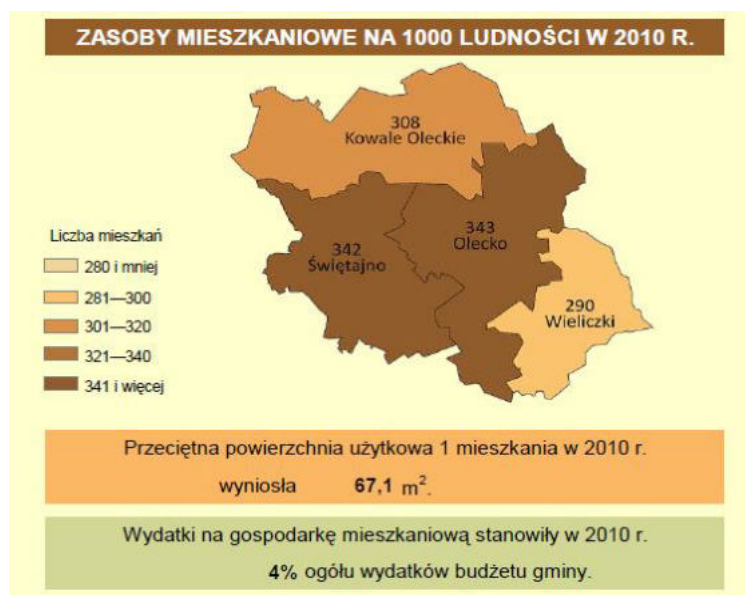 ZASOBY MIESZKANIOWE NA 1000 LUDNOŚCI W 2010 R.
308
Kowale Oleckie
343
Olecko
342
Świętajno
290
Wieliczki
Liczba mieszkań
280 i mniej
281—300
301—320
321—340
341 i więcej
Przeciętna powierzchnia użytkowa 1 mieszkania w 2010 r.
wyniosła 67,1 m².
Wydatki na gospodarkę mieszkaniową stanowiły w 2010 r.
4% ogółu wydatków budżetu gminy.